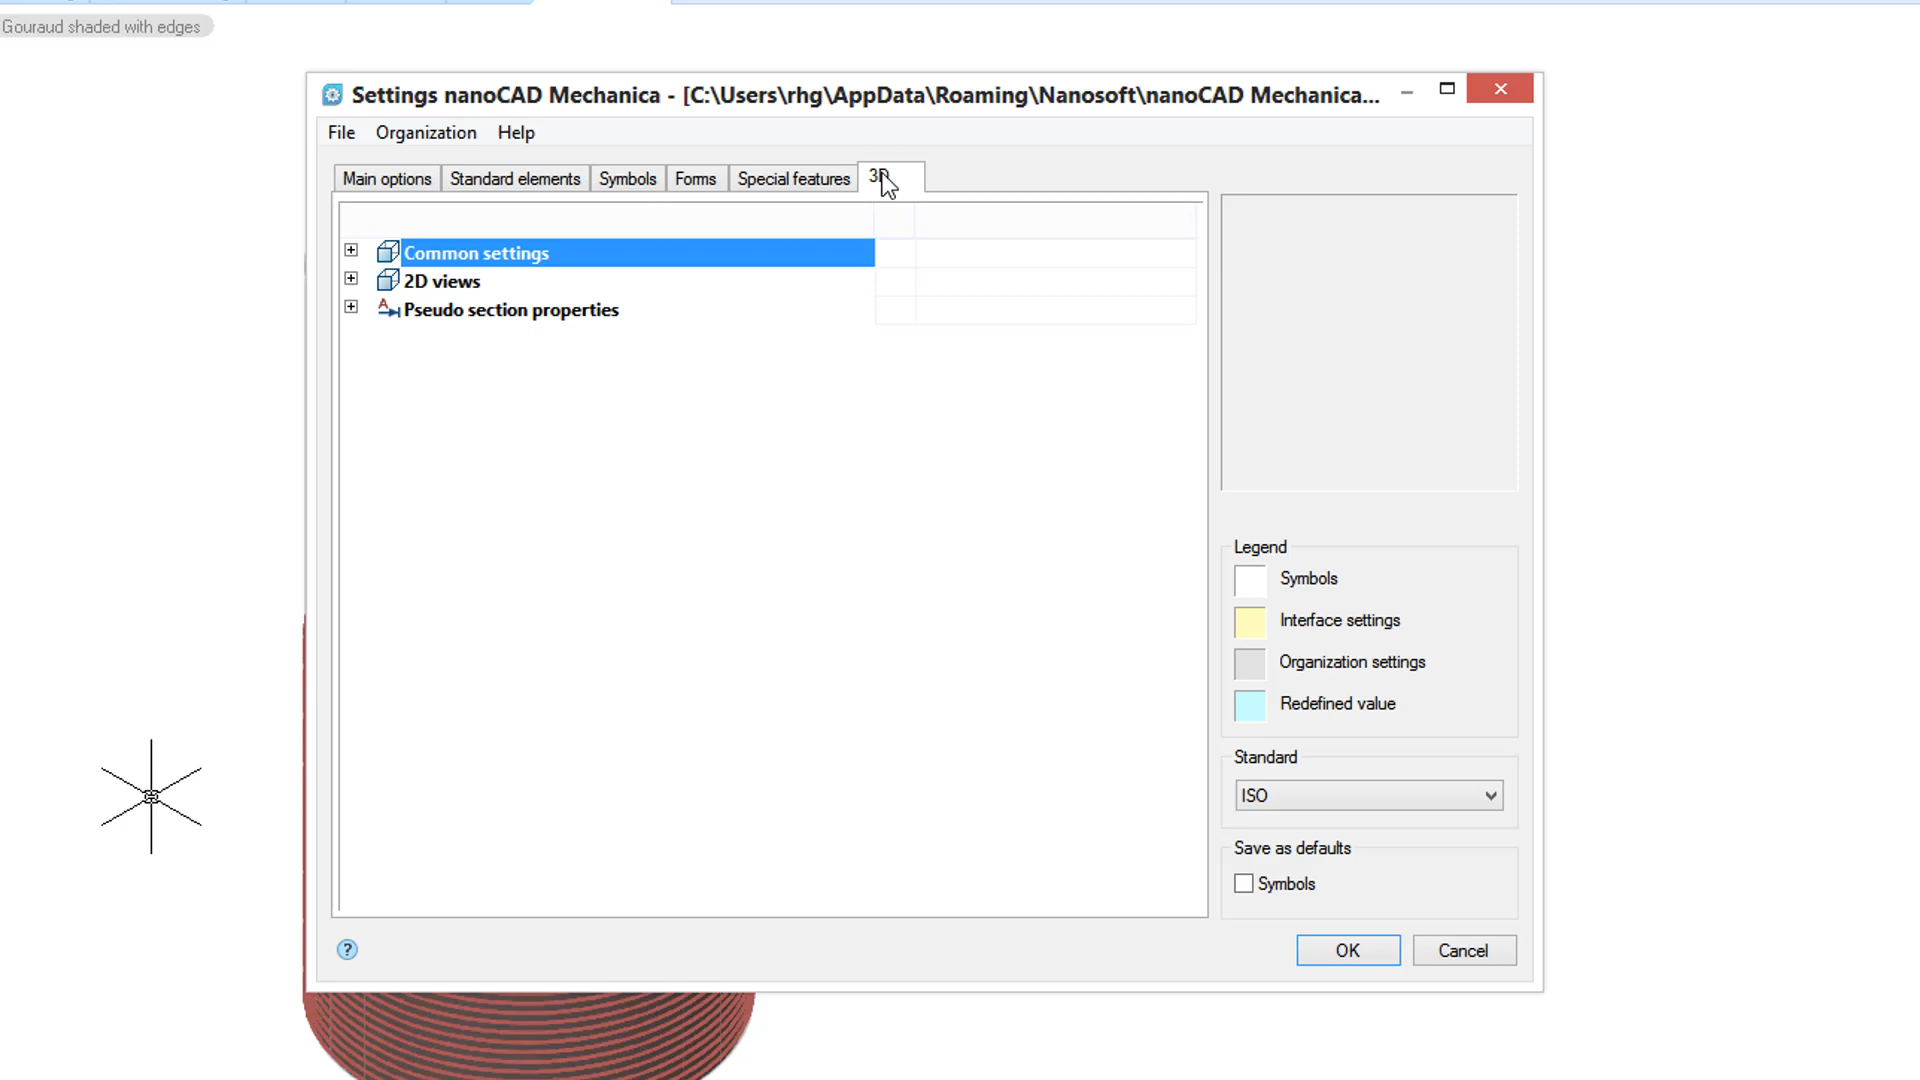 Gouraud shaded with edges
Settings nanoCAD Mechanica - [C:\Users\rhg\AppData\Roaming\Nanosoft\nanoCAD Mechanica...
File Organization Help
Main options Standard elements Symbols Forms Special features 3D
Common settings
2D views
Pseudo section properties
Legend
Symbols
Interface settings
Organization settings
Redefined value
Standard
ISO
Save as defaults
Symbols
OK Cancel